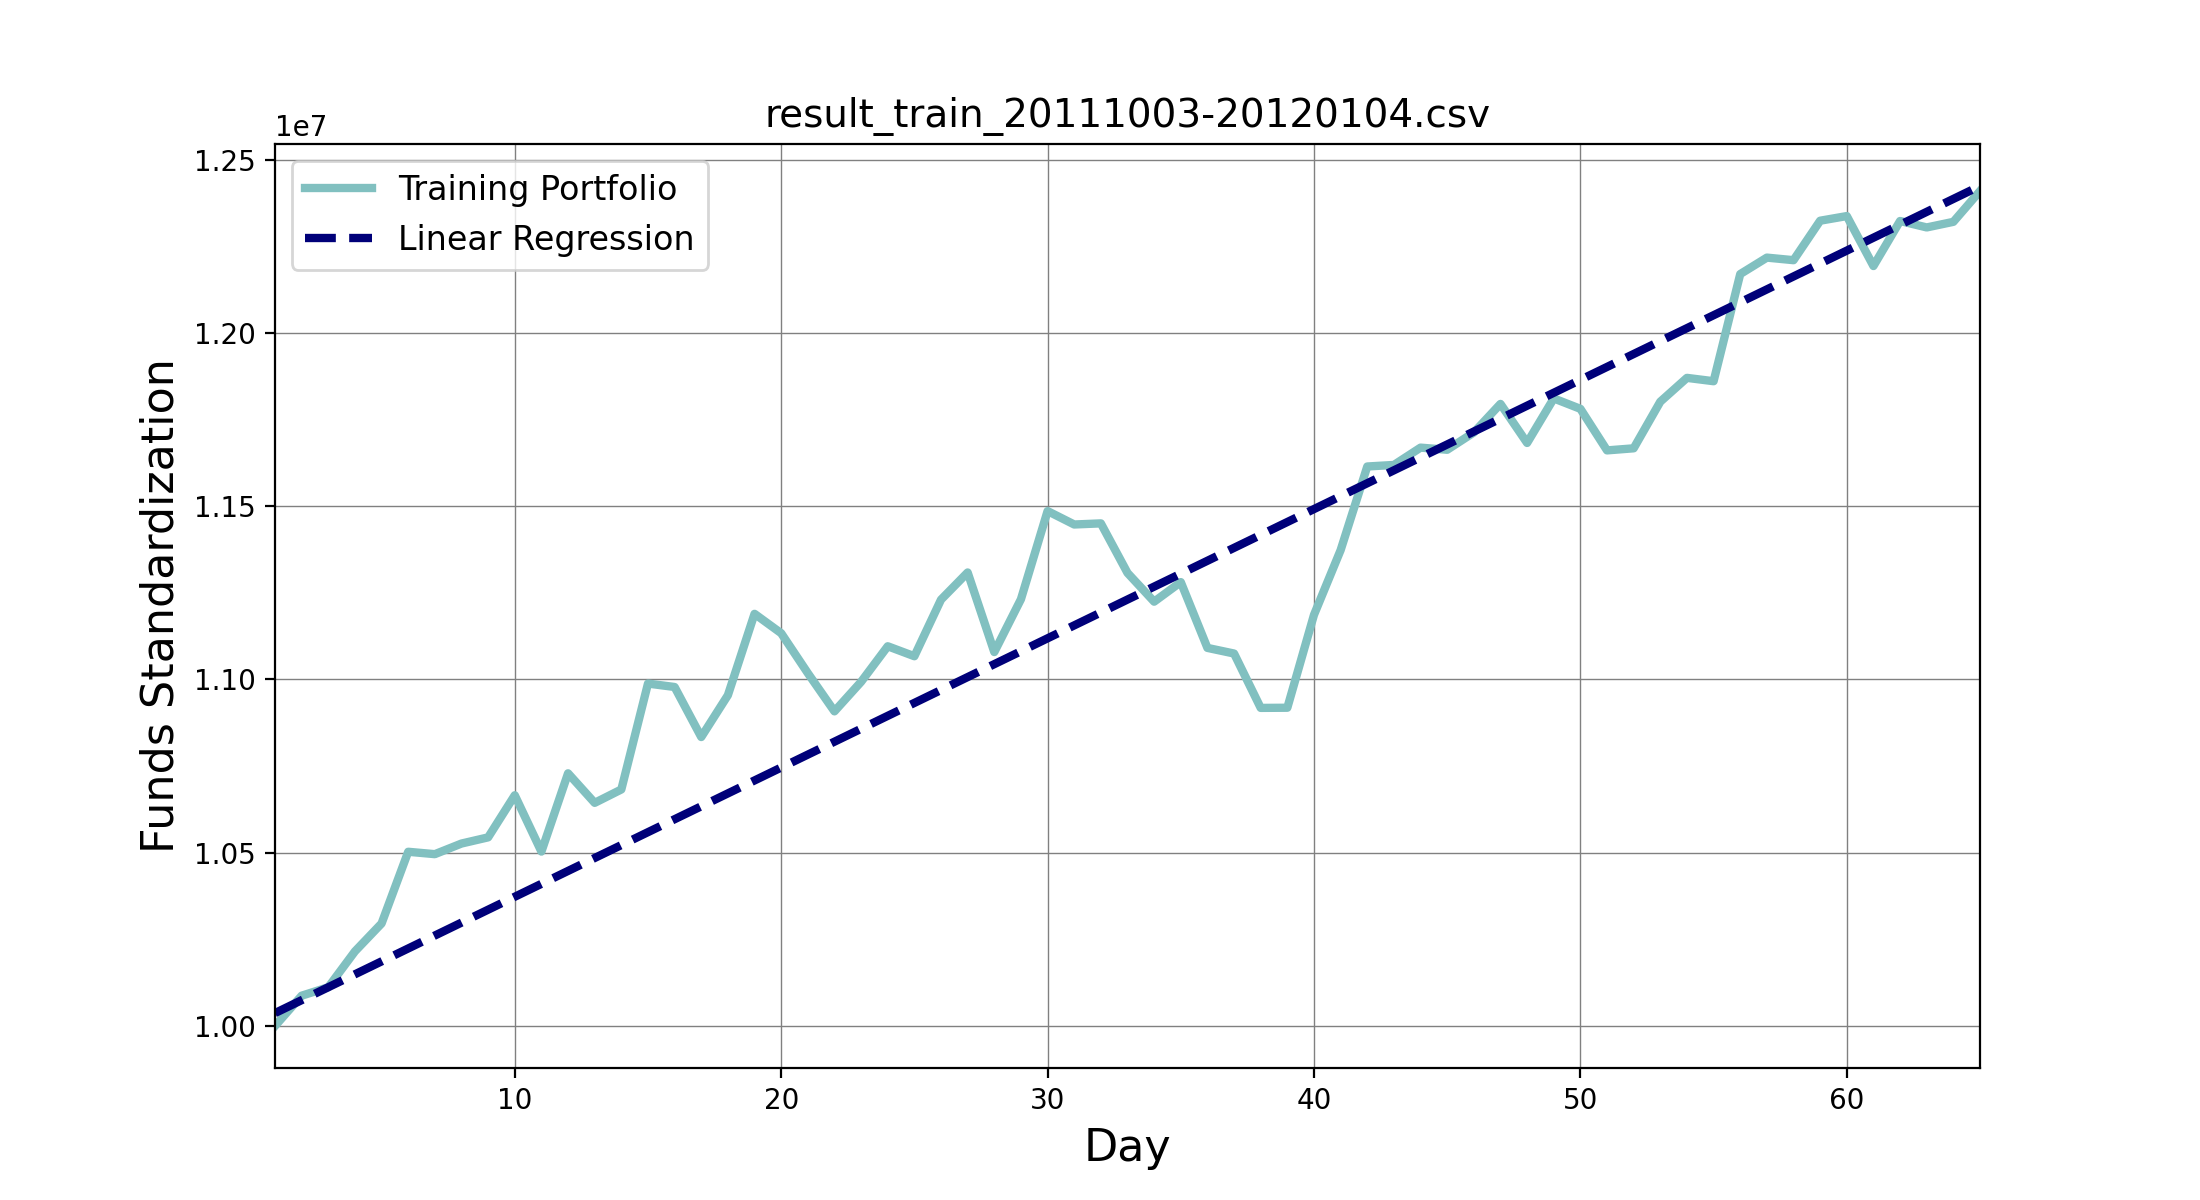 result_train_20111003-20120104.csv
1e7
Training Portfolio
Linear Regression
1.25
1.20
1.15
1.10
1.05
1.00
Funds Standardization
10 20 30 40 50 60
Day